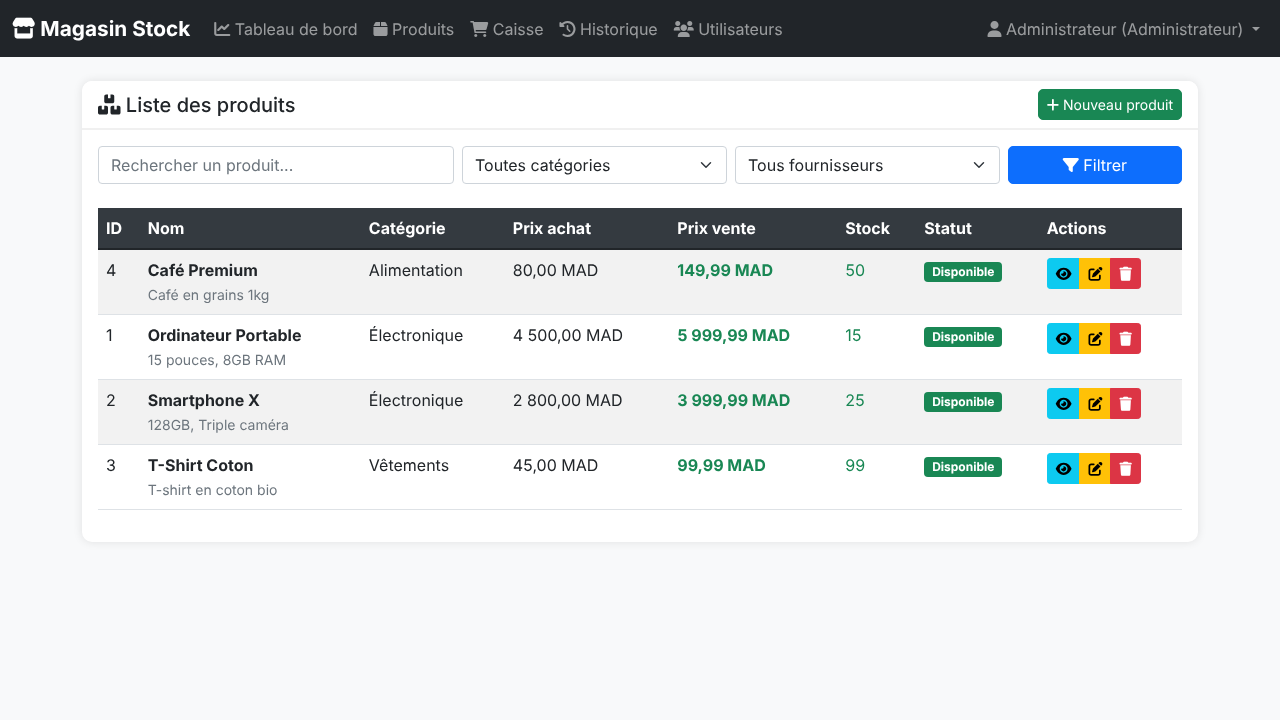 Magasin Stock Tableau de bord Produits Caisse Historique Utilisateurs Administrateur (Administrateur)
Liste des produits Nouveau produit
Rechercher un produit... Toutes catégories Tous fournisseurs Filtrer
ID Nom Catégorie Prix achat Prix vente Stock Statut Actions
4 Café Premium Alimentation 80,00 MAD 149,99 MAD 50 Disponible
Café en grains 1kg
1 Ordinateur Portable Électronique 4 500,00 MAD 5 999,99 MAD 15 Disponible
15 pouces, 8GB RAM
2 Smartphone X Électronique 2 800,00 MAD 3 999,99 MAD 25 Disponible
128GB, Triple caméra
3 T-Shirt Coton Vêtements 45,00 MAD 99,99 MAD 99 Disponible
T-shirt en coton bio